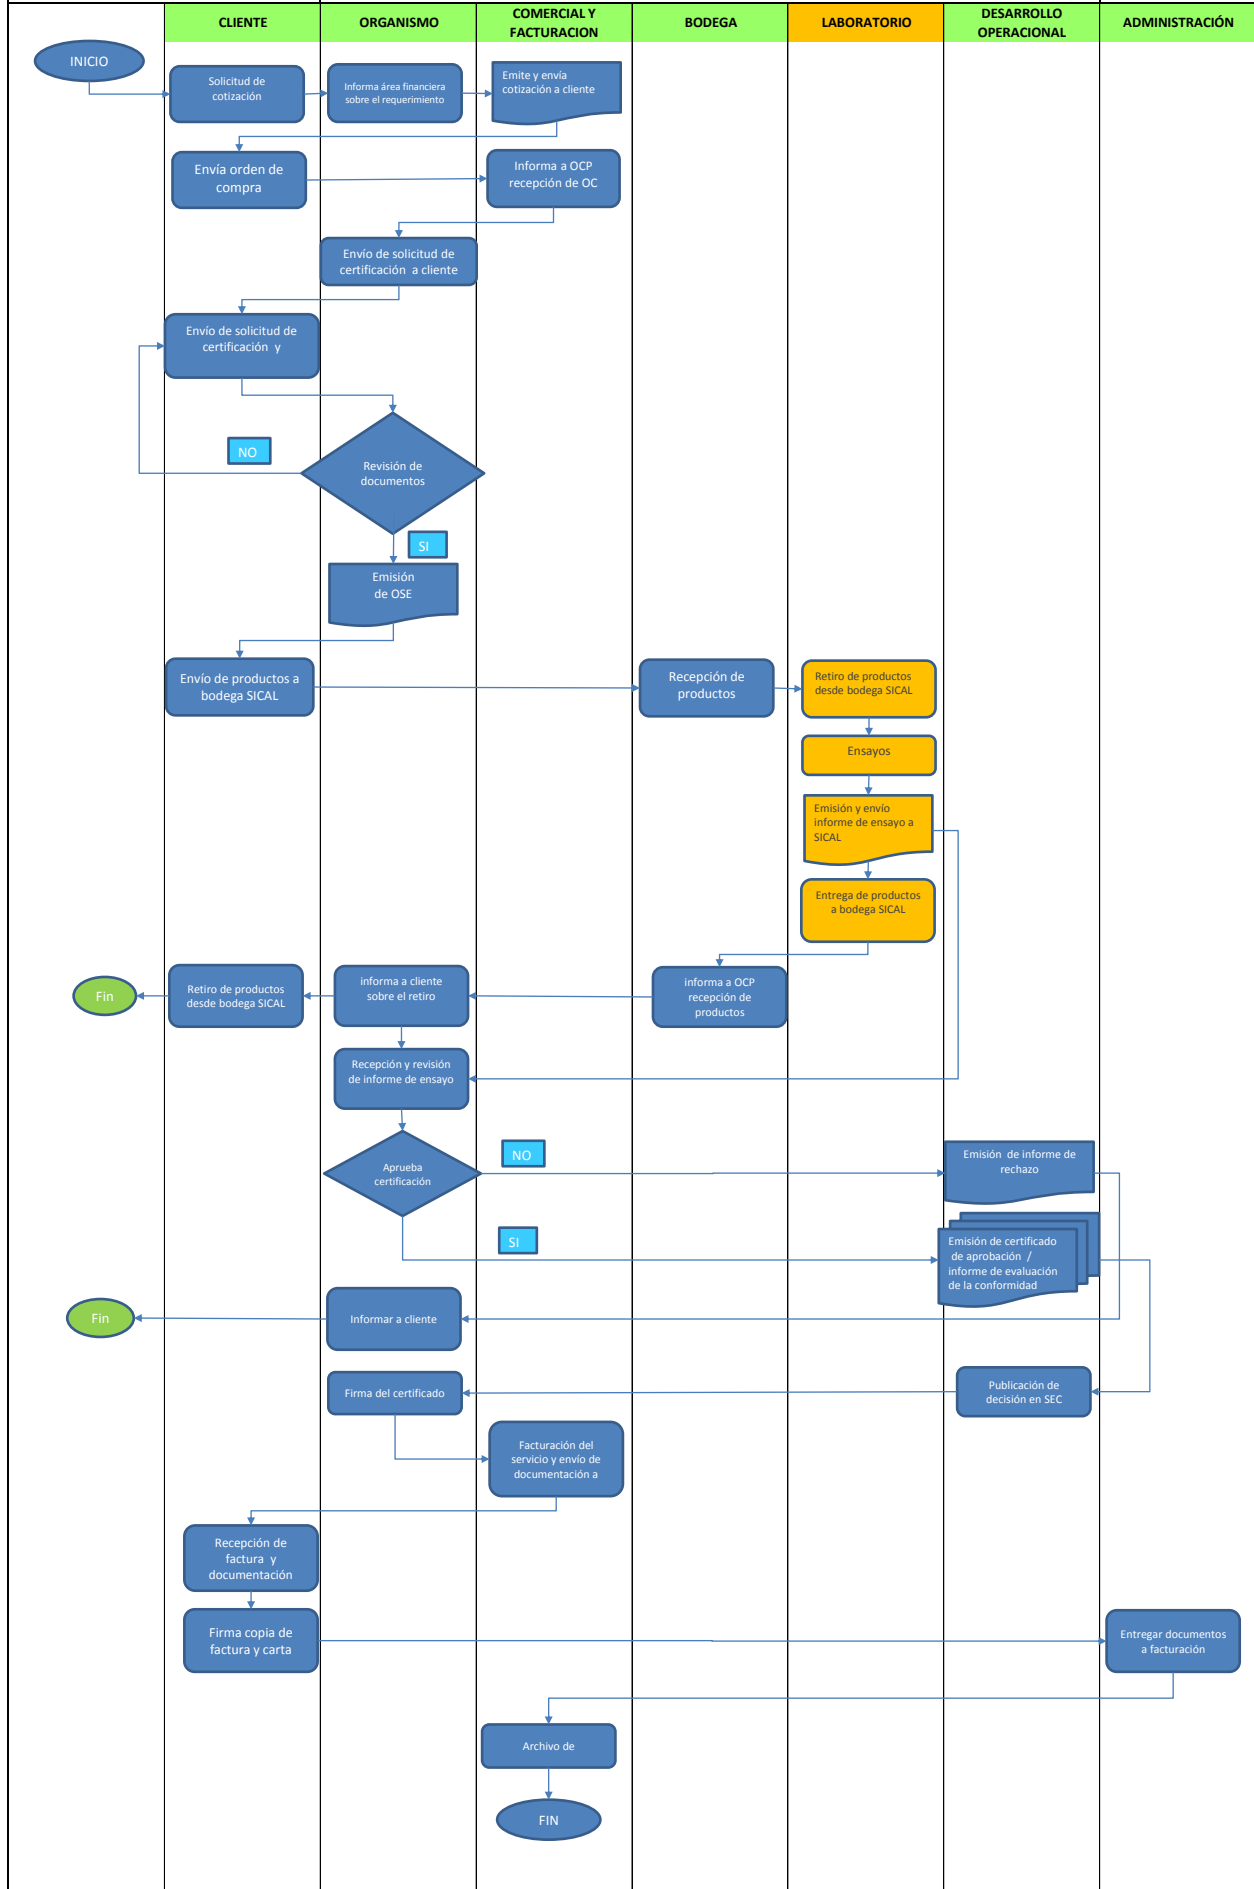 CLIENTE
ORGANISMO
COMERCIAL Y
FACTURACION
BODEGA
LABORATORIO
DESARROLLO
OPERACIONAL
ADMINISTRACIÓN
INICIO
Solicitud de
cotización
Informa área financiera
sobre el requerimiento
Emite y envía
cotización a cliente
Envía orden de
compra
Informa a OCP
recepción de OC
Envío de solicitud de
certificación a cliente
Envío de solicitud de
certificación y
Revisión de
documentos
NO
SI
Emisión
de OSE
Envío de productos a
bodega SICAL
Recepción de
productos
Retiro de productos
desde bodega SICAL
Ensayos
Emisión y envío
informe de ensayo a
SICAL
Entrega de productos
a bodega SICAL
Fin
Retiro de productos
desde bodega SICAL
informa a cliente
sobre el retiro
informa a OCP
recepción de
productos
Recepción y revisión
de informe de ensayo
Aprueba
certificación
NO
Emisión de informe de
rechazo
SI
Emisión de certificado
de aprobación /
informe de evaluación
de la conformidad
Fin
Informar a cliente
Firma del certificado
Publicación de
decisión en SEC
Facturación del
servicio y envío de
documentación a
Recepción de
factura y
documentación
Firma copia de
factura y carta
Entregar documentos
a facturación
Archivo de
FIN